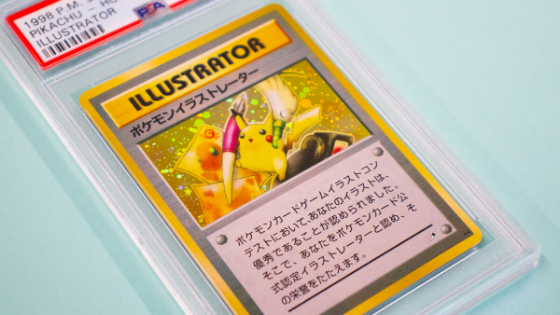 1998 P.M.
PIKACHU - HO
ILLUSTRATOR
PSA
ILLUSTRATOR
ポケモンイラストレーター
ポケモンカードゲームイラストコン
テストにおいて、あなたのイラストは、
優秀であることが認められました。
そこで、あなたをポケモンカード公
式認定イラストレーターと認め、そ
の栄誉をたたえます。